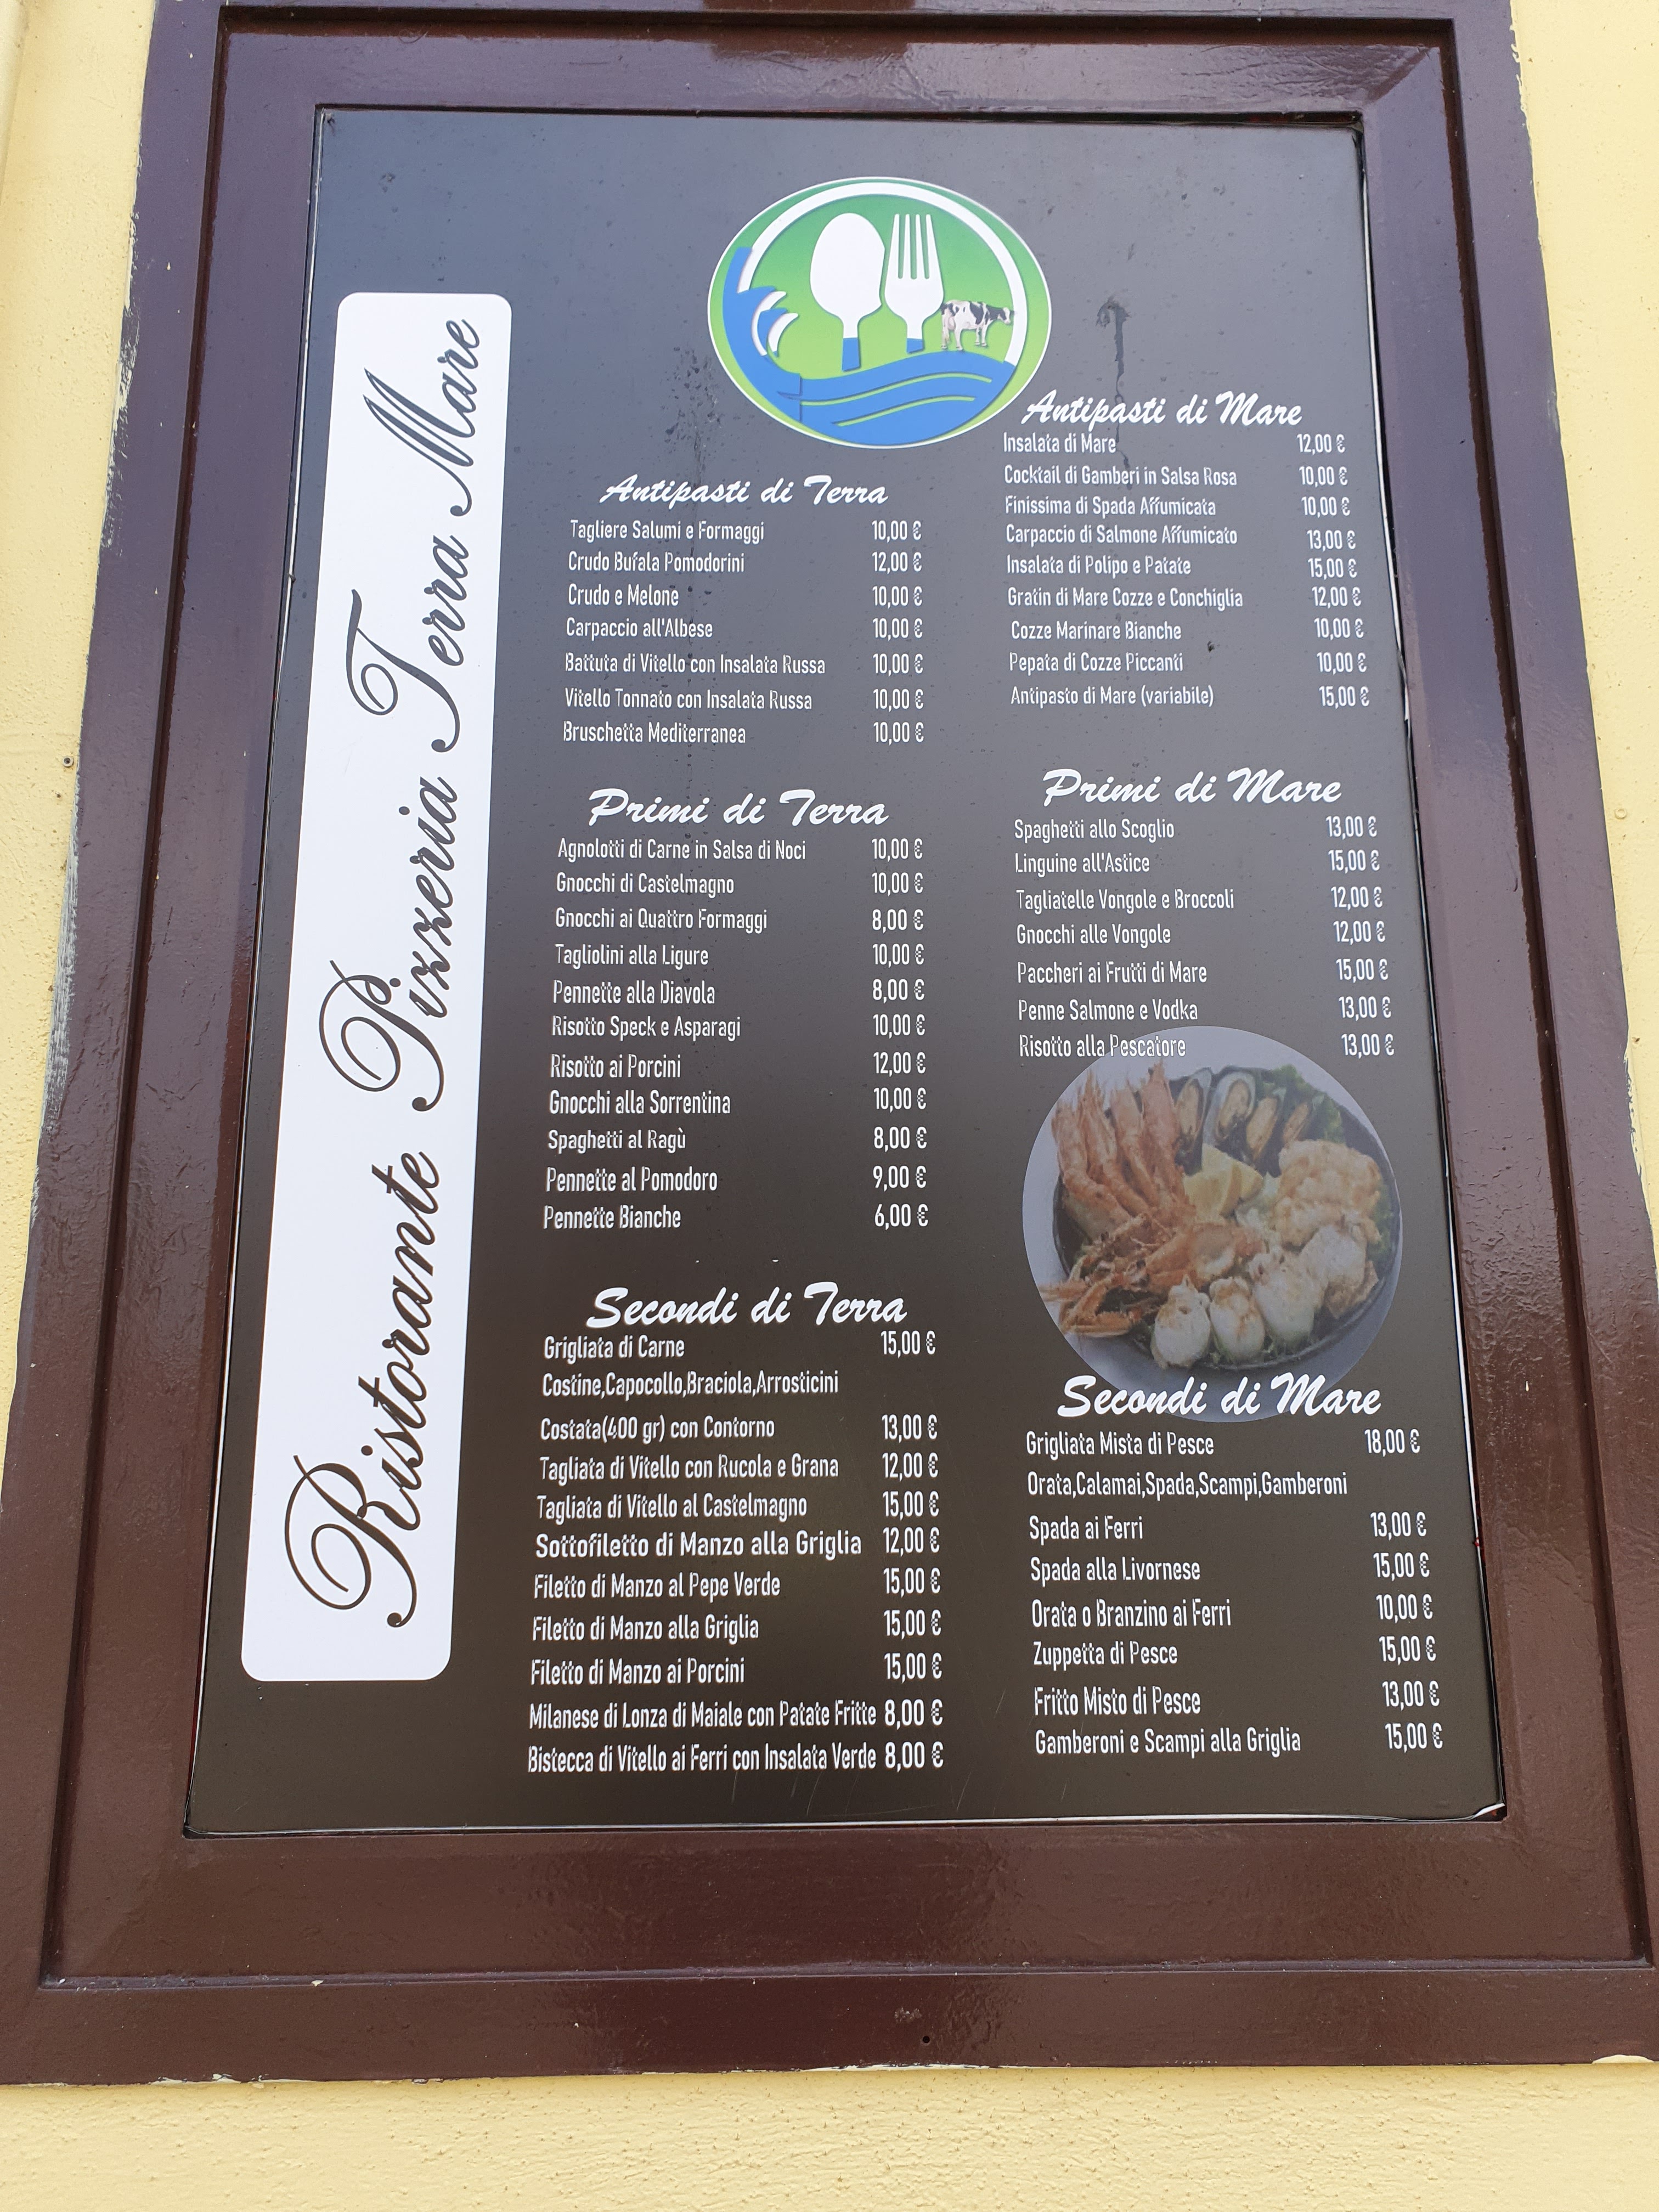 Ristorante Pizzeria Terra Mare
Antipasti di Terra
Tagliere Salumi e Formaggi 10,00 €
Crudo Bufala Pomodorini 12,00 €
Crudo e Melone 10,00 €
Carpaccio all'Albese 10,00 €
Battuta di Vitello con Insalata Russa 10,00 €
Vitello Tonnato con Insalata Russa 10,00 €
Bruschetta Mediterranea 10,00 €
Primi di Terra
Agnolotti di Carne in Salsa di Noci 10,00 €
Gnocchi di Castelmagno 10,00 €
Gnocchi ai Quattro Formaggi 8,00 €
Tagliolini alla Ligure 10,00 €
Pennette alla Diavola 8,00 €
Risotto Speck e Asparagi 10,00 €
Risotto ai Porcini 12,00 €
Gnocchi alla Sorrentina 10,00 €
Spaghetti al Ragù 8,00 €
Pennette al Pomodoro 9,00 €
Pennette Bianche 6,00 €
Secondi di Terra
Grigliata di Carne 15,00 €
Costine,Capocollo,Braciola,Arrosticini
Costata(400 gr) con Contorno 13,00 €
Tagliata di Vitello con Rucola e Grana 12,00 €
Tagliata di Vitello al Castelmagno 15,00 €
Sottofiletto di Manzo alla Griglia 12,00 €
Filetto di Manzo al Pepe Verde 15,00 €
Filetto di Manzo alla Griglia 15,00 €
Filetto di Manzo ai Porcini 15,00 €
Milanese di Lonza di Maiale con Patate Fritte 8,00 €
Bistecca di Vitello ai Ferri con Insalata Verde 8,00 €
Antipasti di Mare
Insalata di Mare 12,00 €
Cocktail di Gamberi in Salsa Rosa 10,00 €
Finissima di Spada Affumicata 10,00 €
Carpaccio di Salmone Affumicato 13,00 €
Insalata di Polipo e Patate 15,00 €
Gratin di Mare Cozze e Conchiglia 12,00 €
Cozze Marinare Bianche 10,00 €
Pepata di Cozze Piccanti 10,00 €
Antipasto di Mare (variabile) 15,00 €
Primi di Mare
Spaghetti allo Scoglio 13,00 €
Linguine all'Astice 15,00 €
Tagliatelle Vongole e Broccoli 12,00 €
Gnocchi alle Vongole 12,00 €
Paccheri ai Frutti di Mare 15,00 €
Penne Salmone e Vodka 13,00 €
Risotto alla Pescatore 13,00 €
Secondi di Mare
Grigliata Mista di Pesce 18,00 €
Orata,Calamai,Spada,Scampi,Gamberoni
Spada ai Ferri 13,00 €
Spada alla Livornese 15,00 €
Orata o Branzino ai Ferri 10,00 €
Zuppetta di Pesce 15,00 €
Fritto Misto di Pesce 13,00 €
Gamberoni e Scampi alla Griglia 15,00 €